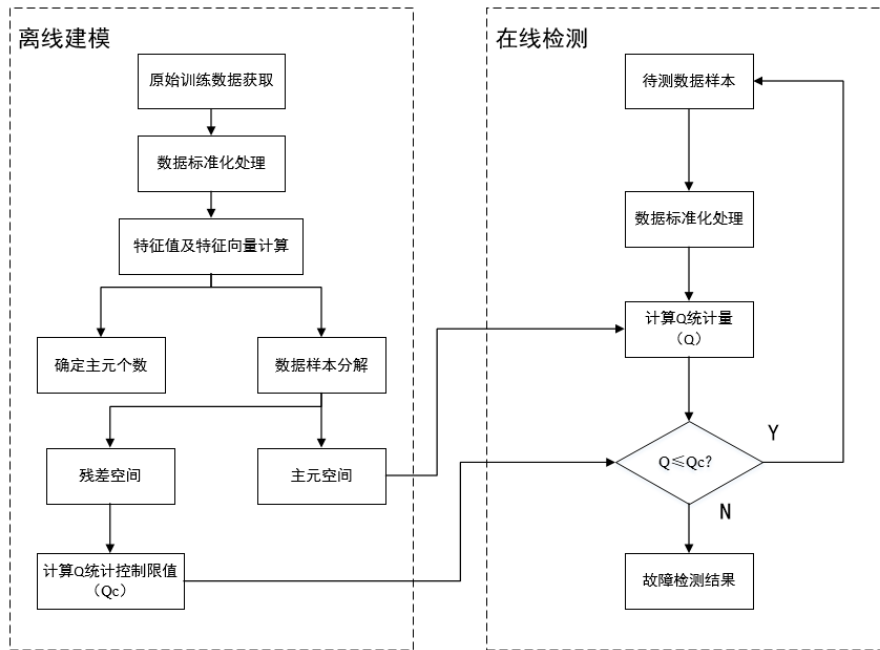 离线建模
原始训练数据获取
数据标准化处理
特征值及特征向量计算
确定主元个数
数据样本分解
残差空间
主元空间
计算Q统计控制限值
（Qc）
在线检测
待测数据样本
数据标准化处理
计算Q统计量
（Q）
Q≤Qc?
Y
N
故障检测结果